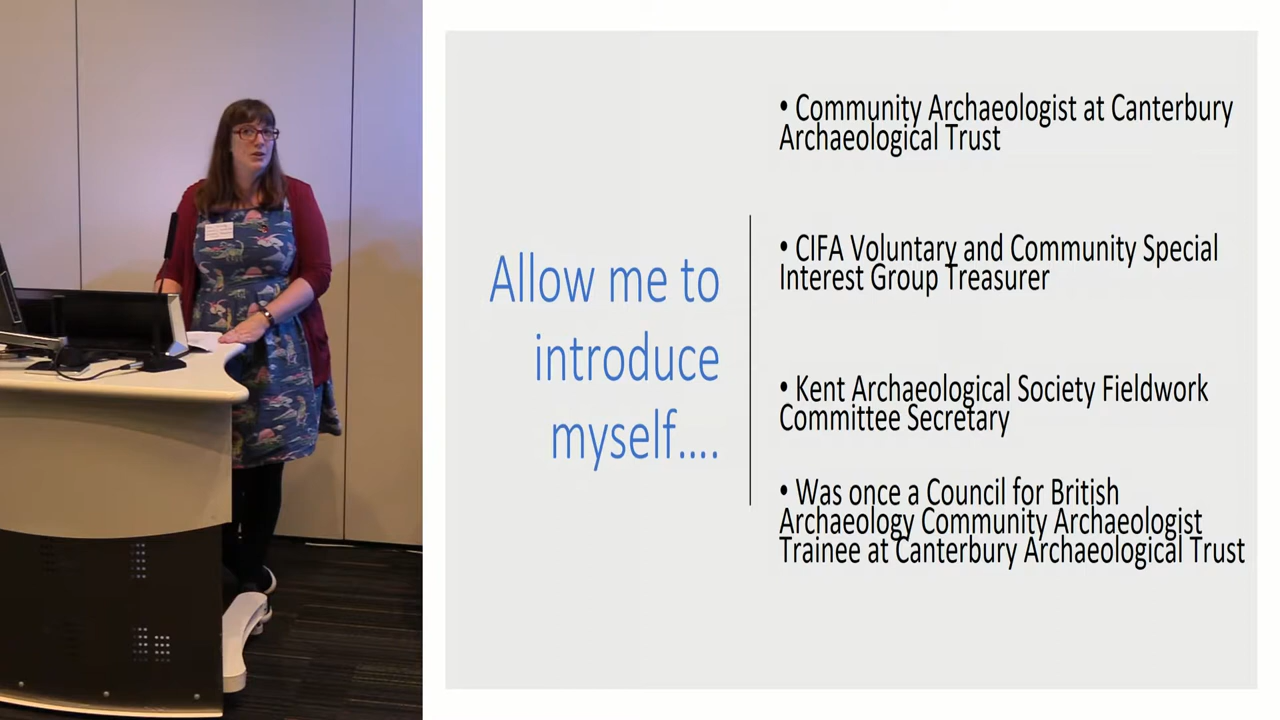 Allow me to
introduce
myself....
• Community Archaeologist at Canterbury
Archaeological Trust
• CIFA Voluntary and Community Special
Interest Group Treasurer
• Kent Archaeological Society Fieldwork
Committee Secretary
• Was once a Council for British
Archaeology Community Archaeologist
Trainee at Canterbury Archaeological Trust